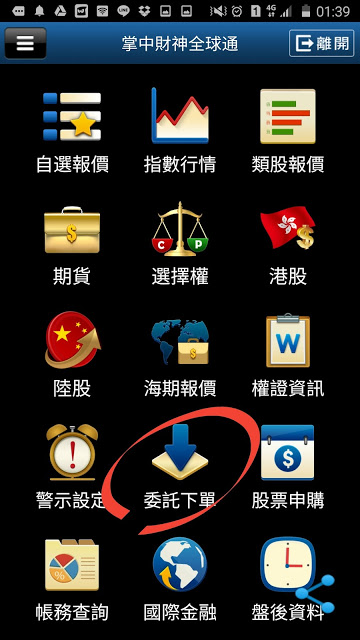 4G
01:39
掌中財神全球通
離開
自選報價
指數行情
類股報價
$
C P
$
期貨
選擇權
港股
$
W
陸股
海期報價
權證資訊
!
$
警示設定
委託下單
股票申購
%
帳務查詢
國際金融
盤後資料